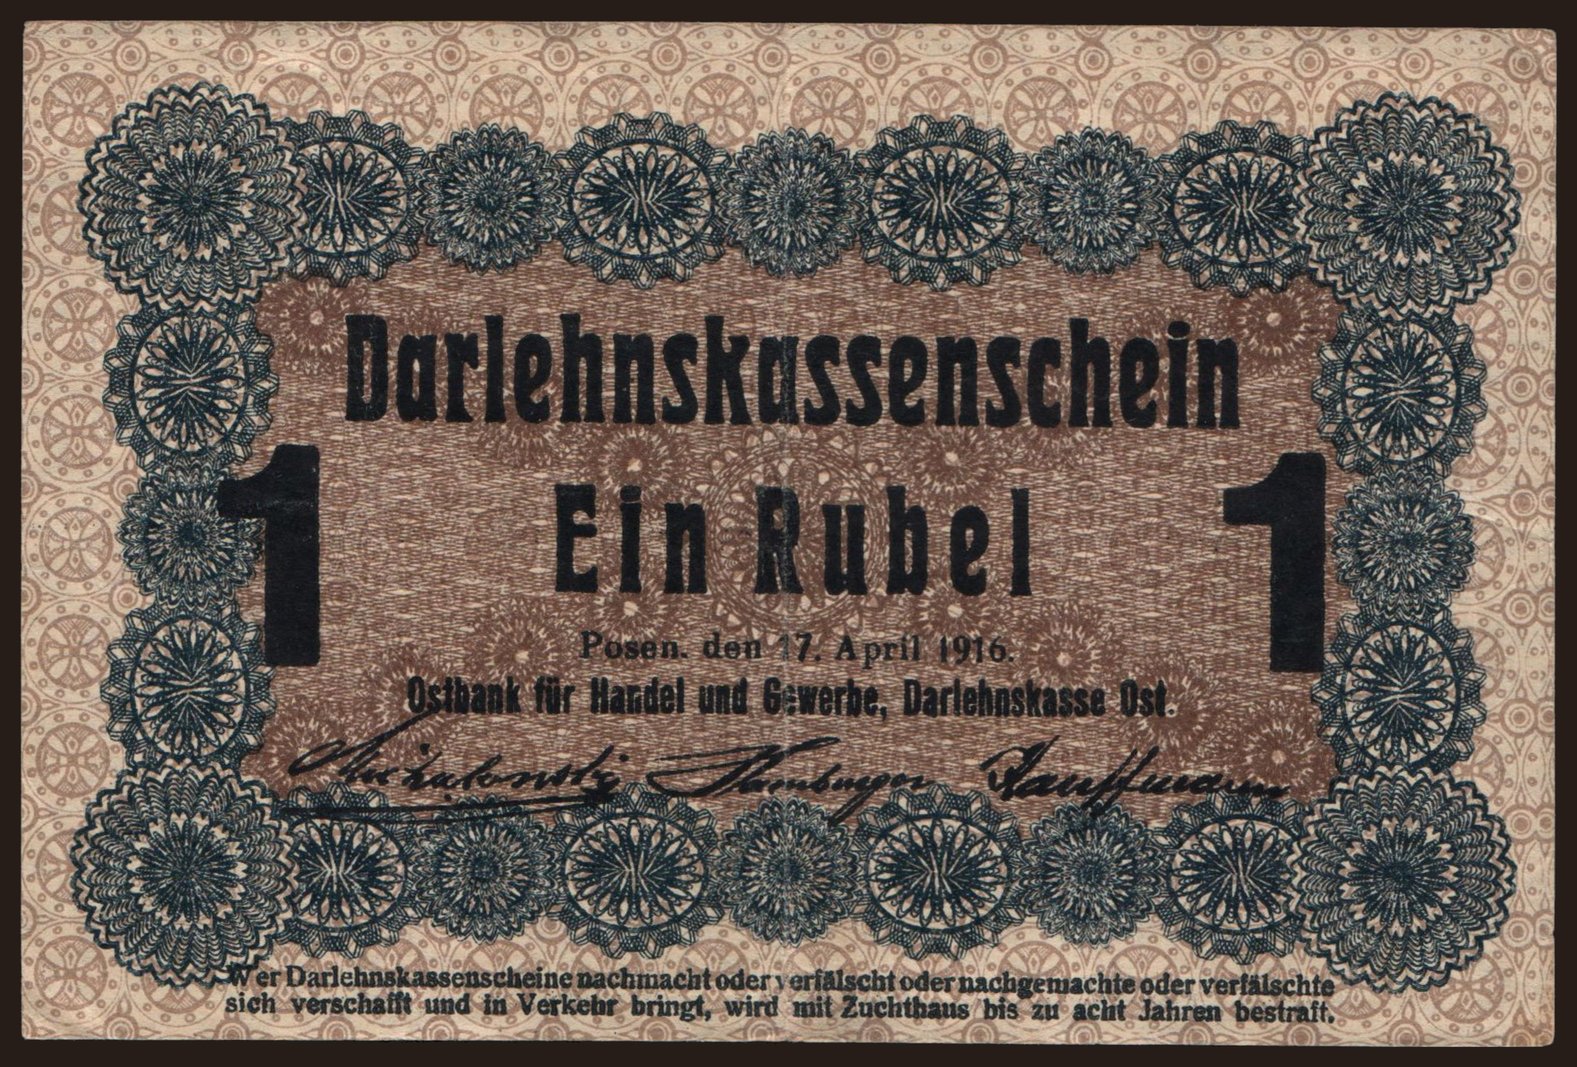 Darlehnskassenschein
1 Ein Rubel 1
Posen. den 17. April 1916.
Ostbank für Handel und Gewerbe, Darlehnskasse Ost.
Kauffmann
Wer Darlehnskassenscheine nachmacht oder verfälscht oder nachgemachte oder verfälschte
sich verschafft und in Verkehr bringt, wird mit Zuchthaus bis zu acht Jahren bestraft.